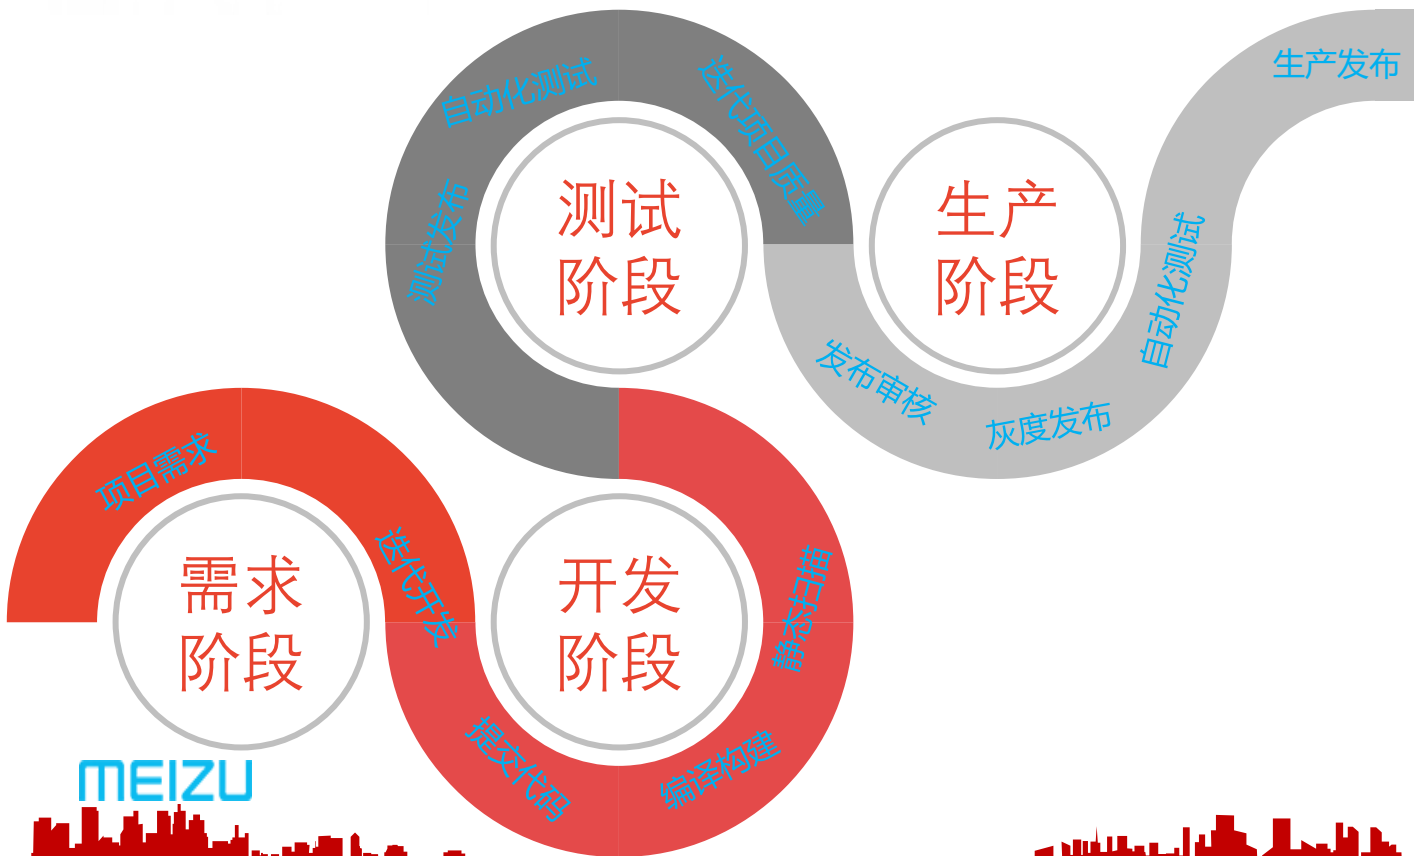 项目需求
需求
阶段
迭代开发
提交代码
开发
阶段
编译构建
静态扫描
测试发布
自动化测试
测试
阶段
迭代项目质量
生产
阶段
发布审核
灰度发布
自动化测试
生产发布
MEIZU